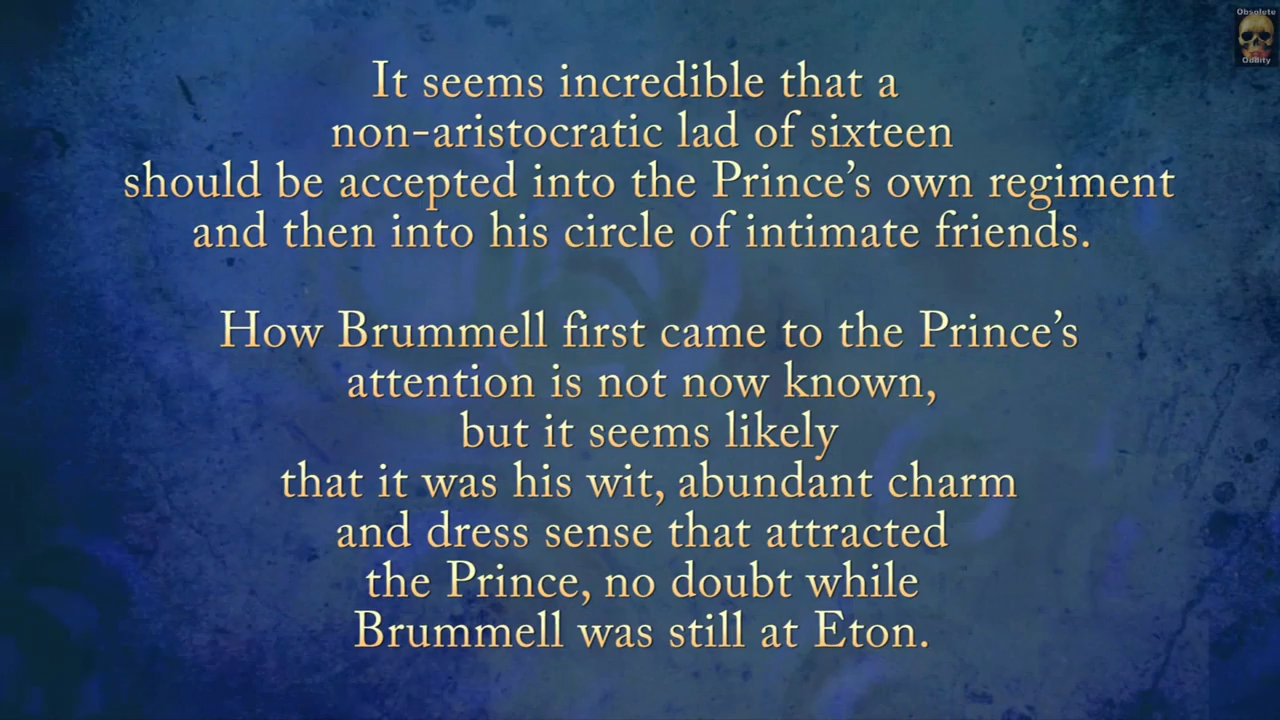 Obsolete
Oddity
It seems incredible that a
non-aristocratic lad of sixteen
should be accepted into the Prince’s own regiment
and then into his circle of intimate friends.
How Brummell first came to the Prince’s
attention is not now known,
but it seems likely
that it was his wit, abundant charm
and dress sense that attracted
the Prince, no doubt while
Brummell was still at Eton.